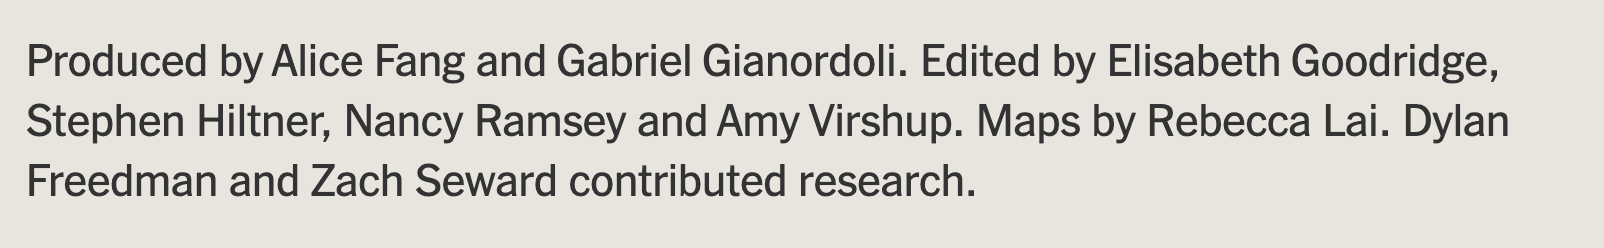 Produced by Alice Fang and Gabriel Gianordoli. Edited by Elisabeth Goodridge,
Stephen Hiltner, Nancy Ramsey and Amy Virshup. Maps by Rebecca Lai. Dylan
Freedman and Zach Seward contributed research.